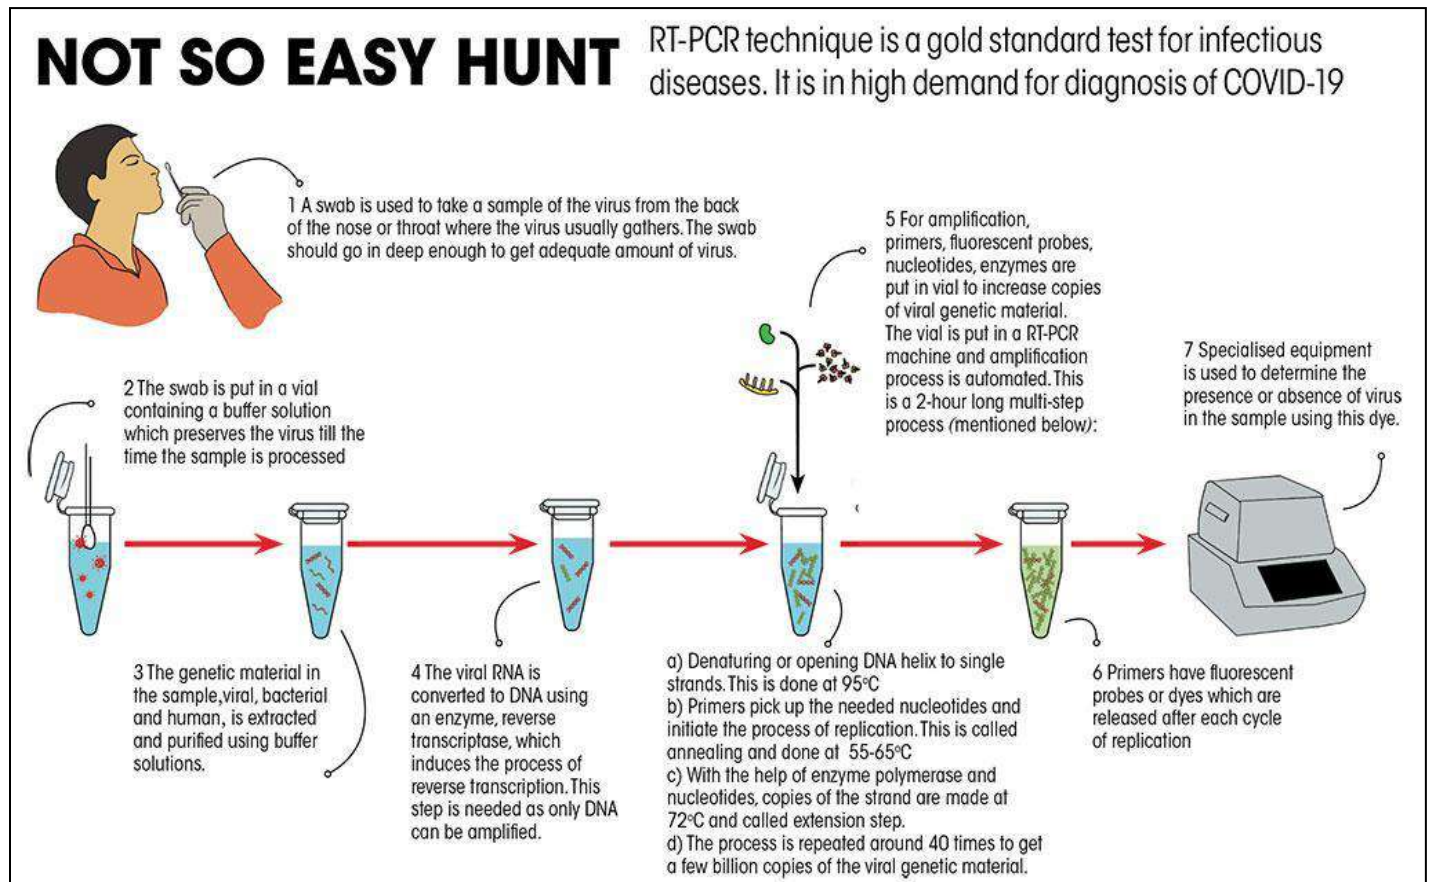 NOT SO EASY HUNT
RT-PCR technique is a gold standard test for infectious
diseases. It is in high demand for diagnosis of COVID-19
1 A swab is used to take a sample of the virus from the back
of the nose or throat where the virus usually gathers. The swab
should go in deep enough to get adequate amount of virus.
2 The swab is put in a vial
containing a buffer solution
which preserves the virus till the
time the sample is processed
3 The genetic material in
the sample,viral, bacterial
and human, is extracted
and purified using buffer
solutions.
4 The viral RNA is
converted to DNA using
an enzyme, reverse
transcriptase, which
induces the process of
reverse transcription. This
step is needed as only DNA
can be amplified.
5 For amplification,
primers, fluorescent probes,
nucleotides, enzymes are
put in vial to increase copies
of viral genetic material.
The vial is put in a RT-PCR
machine and amplification
process is automated. This
is a 2-hour long multi-step
process (mentioned below):
a) Denaturing or opening DNA helix to single
strands. This is done at 95°C
b) Primers pick up the needed nucleotides and
initiate the process of replication. This is called
annealing and done at 55-65°C
c) With the help of enzyme polymerase and
nucleotides, copies of the strand are made at
72°C and called extension step.
d) The process is repeated around 40 times to get
a few billion copies of the viral genetic material.
6 Primers have fluorescent
probes or dyes which are
released after each cycle
of replication
7 Specialised equipment
is used to determine the
presence or absence of virus
in the sample using this dye.